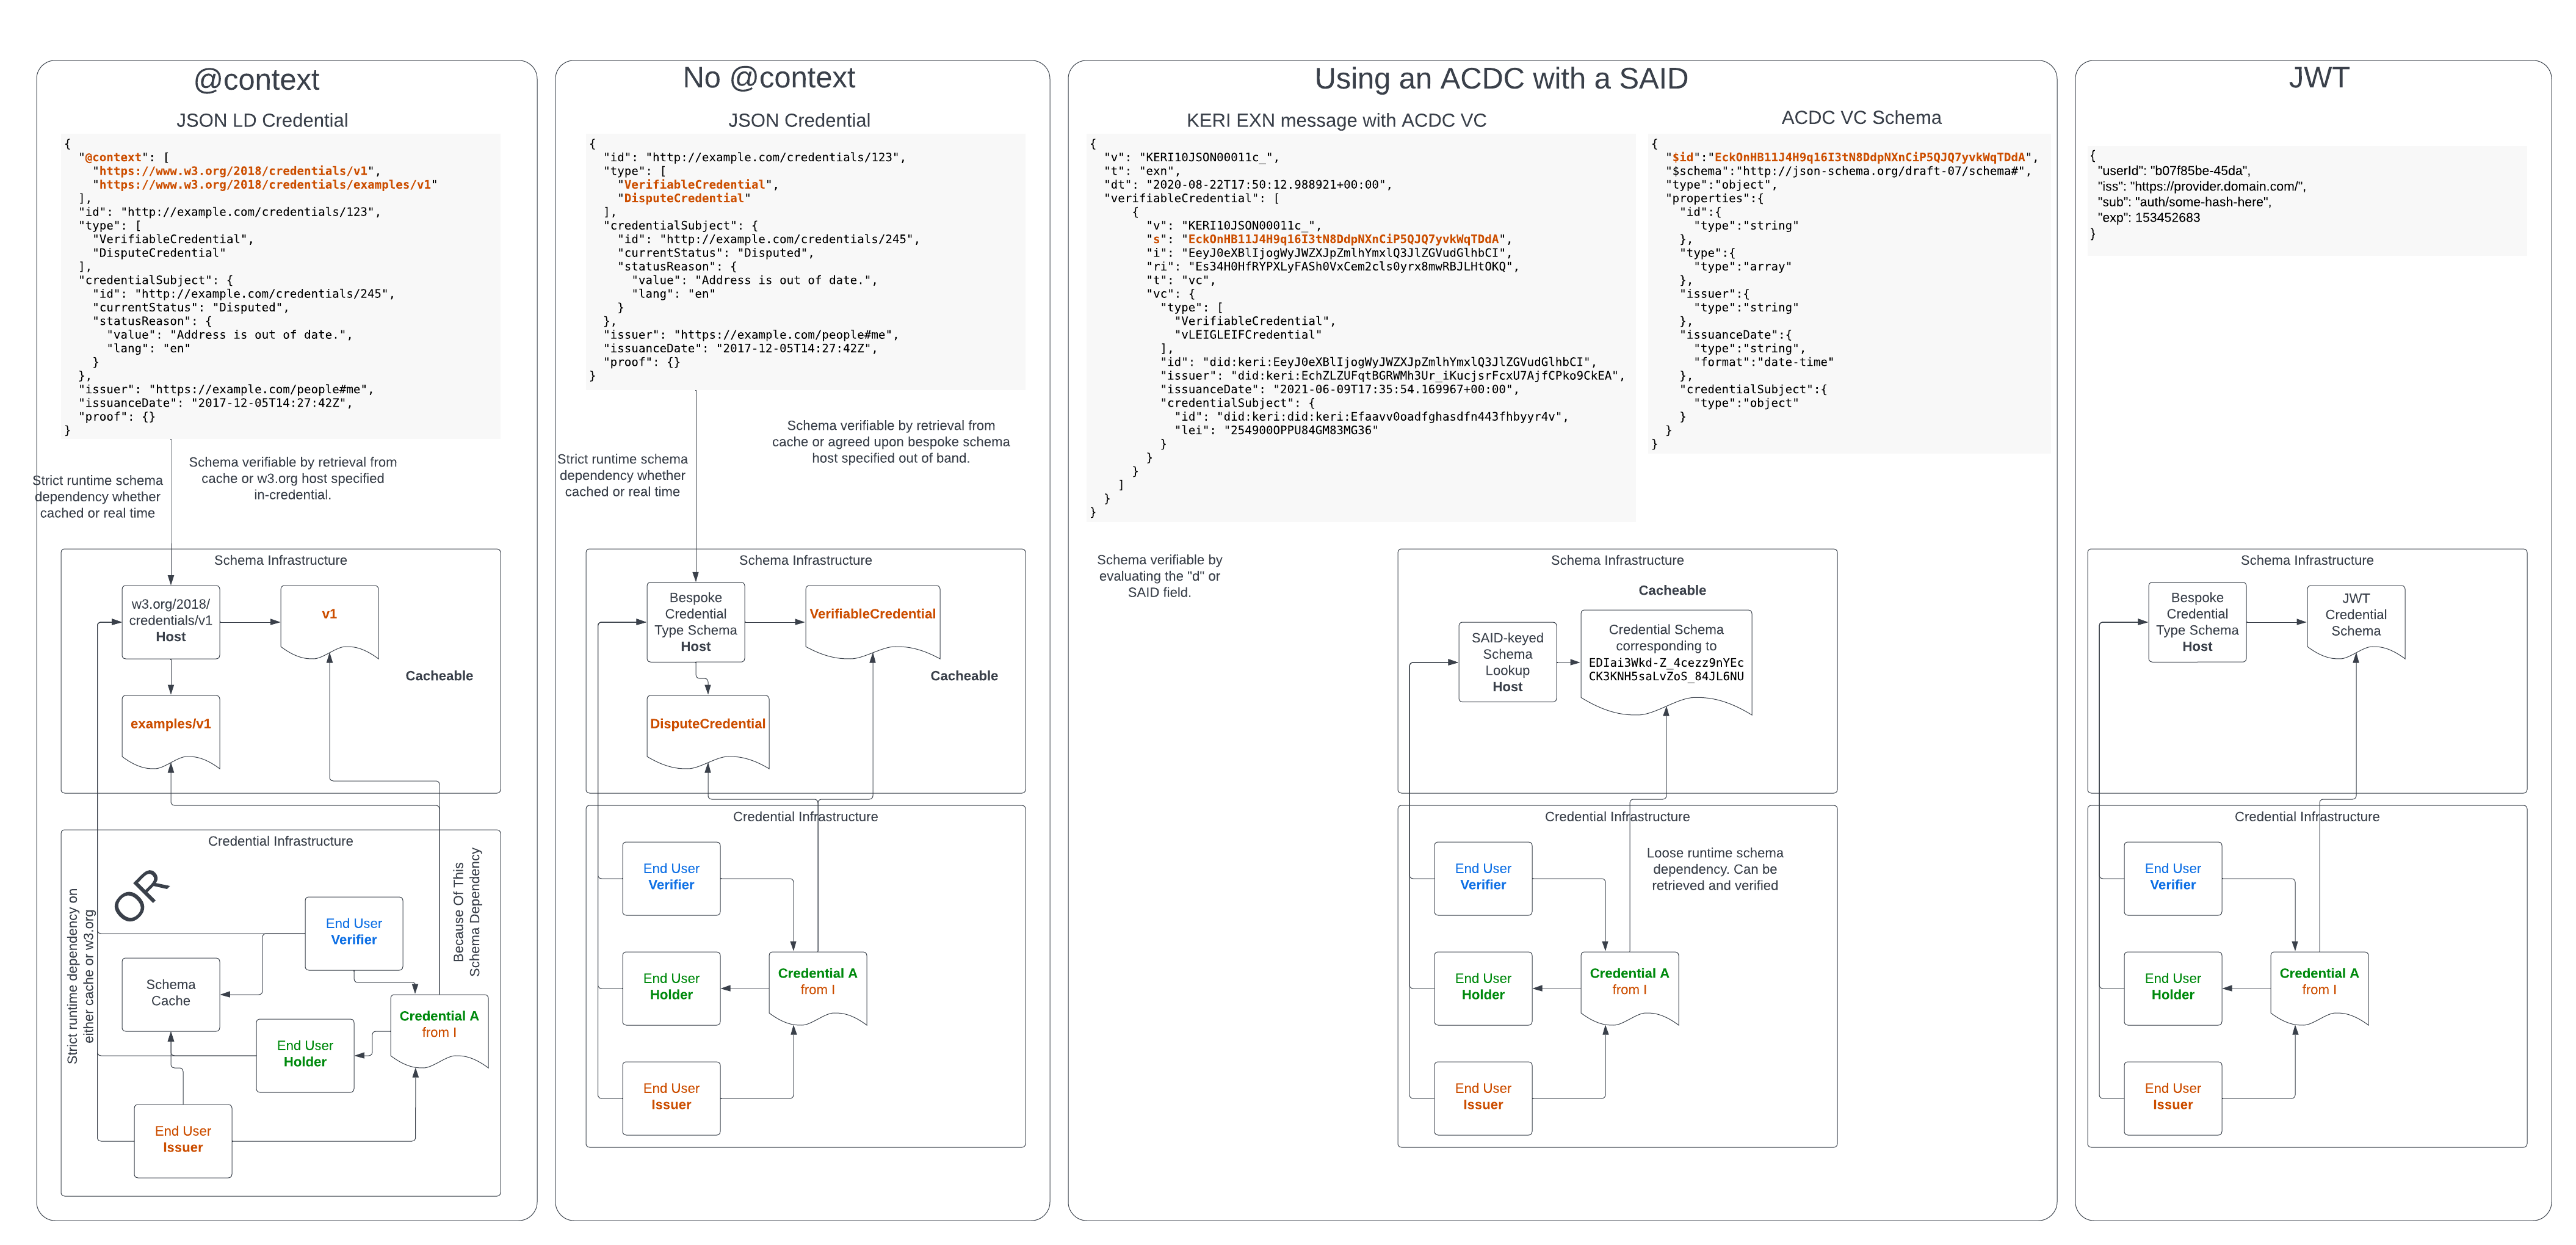 @context
JSON LD Credential
{
"@context": [
"https://www.w3.org/2018/credentials/v1",
"https://www.w3.org/2018/credentials/examples/v1"
],
"id": "http://example.com/credentials/123",
"type": [
"VerifiableCredential",
"DisputeCredential"
],
"credentialSubject": {
"id": "http://example.com/credentials/245",
"currentStatus": "Disputed",
"statusReason": {
"value": "Address is out of date.",
"lang": "en"
}
},
"issuer": "https://example.com/people#me",
"issuanceDate": "2017-12-05T14:27:42Z",
"proof": {}
}
Strict runtime schema
dependency whether
cached or real time
Schema verifiable by retrieval from
cache or w3.org host specified
in-credential.
Schema Infrastructure
w3.org/2018/
credentials/v1
Host
v1
Cacheable
examples/v1
Credential Infrastructure
Strict runtime dependency on
either cache or w3.org
OR
Because Of This
Schema Dependency
End User
Verifier
Schema
Cache
Credential A
from I
End User
Holder
End User
Issuer
No @context
JSON Credential
{
"id": "http://example.com/credentials/123",
"type": [
"VerifiableCredential",
"DisputeCredential"
],
"credentialSubject": {
"id": "http://example.com/credentials/245",
"currentStatus": "Disputed",
"statusReason": {
"value": "Address is out of date.",
"lang": "en"
}
},
"issuer": "https://example.com/people#me",
"issuanceDate": "2017-12-05T14:27:42Z",
"proof": {}
}
Strict runtime schema
dependency whether
cached or real time
Schema verifiable by retrieval from
cache or agreed upon bespoke schema
host specified out of band.
Schema Infrastructure
Bespoke
Credential
Type Schema
Host
VerifiableCredential
Cacheable
DisputeCredential
Credential Infrastructure
End User
Verifier
End User
Holder
Credential A
from I
End User
Issuer
Using an ACDC with a SAID
KERI EXN message with ACDC VC
{
"v": "KERI10JSON00011c_",
"t": "exn",
"dt": "2020-08-22T17:50:12.988921+00:00",
"verifiableCredential": [
{
"v": "KERI10JSON00011c_",
"s": "EckOnHB11J4H9q16I3tN8DdpNXnCiP5QJQ7yvkWqTDdA",
"i": "EeyJ0eXBlIjogWyJWZXJpZmlhYmxlQ3JlZGVudGlhbCI",
"ri": "Es34H0HfRYPXLyFASh0VxCem2cls0yrx8mwRBJLHtOKQ",
"t": "vc",
"vc": {
"type": [
"VerifiableCredential",
"vLEIGLEIFCredential"
],
"id": "did:keri:EeyJ0eXBlIjogWyJWZXJpZmlhYmxlQ3JlZGVudGlhbCI",
"issuer": "did:keri:EchZLZUFqtBGRWMh3Ur_iKucjsrFcxU7AjfCPko9CkEA",
"issuanceDate": "2021-06-09T17:35:54.169967+00:00",
"credentialSubject": {
"id": "did:keri:did:keri:Efaavv0oadfghasdfn443fhbyyr4v",
"lei": "254900OPPU84GM83MG36"
}
}
}
]
}
}
ACDC VC Schema
{
"$id":"EckOnHB11J4H9q16I3tN8DdpNXnCiP5QJQ7yvkWqTDdA",
"$schema":"http://json-schema.org/draft-07/schema#",
"type":"object",
"properties":{
"id":{
"type":"string"
},
"type":{
"type":"array"
},
"issuer":{
"type":"string"
},
"issuanceDate":{
"type":"string",
"format":"date-time"
},
"credentialSubject":{
"type":"object"
}
}
}
Schema verifiable by
evaluating the "d" or
SAID field.
Schema Infrastructure
Cacheable
SAID-keyed
Schema
Lookup
Host
Credential Schema
corresponding to
EDIai3Wkd-Z_4cezz9nYEc
CK3KNH5saLvZoS_84JL6NU
Credential Infrastructure
Loose runtime schema
dependency. Can be
retrieved and verified
End User
Verifier
End User
Holder
Credential A
from I
End User
Issuer
JWT
{
"userId": "b07f85be-45da",
"iss": "https://provider.domain.com/",
"sub": "auth/some-hash-here",
"exp": 153452683
}
Schema Infrastructure
Bespoke
Credential
Type Schema
Host
JWT
Credential
Schema
Credential Infrastructure
End User
Verifier
End User
Holder
Credential A
from I
End User
Issuer